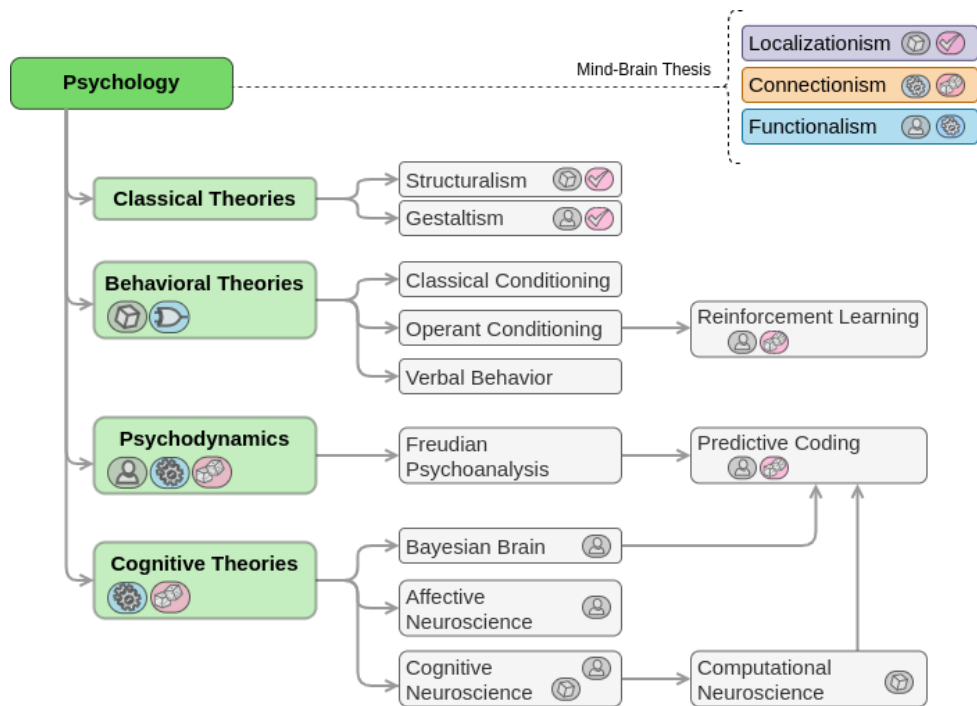 Mind-Brain Thesis
Localizationism
Connectionism
Functionalism
Psychology
Classical Theories
Structuralism
Gestaltism
Behavioral Theories
Classical Conditioning
Operant Conditioning
Verbal Behavior
Reinforcement Learning
Psychodynamics
Freudian
Psychoanalysis
Predictive Coding
Cognitive Theories
Bayesian Brain
Affective
Neuroscience
Cognitive
Neuroscience
Computational
Neuroscience